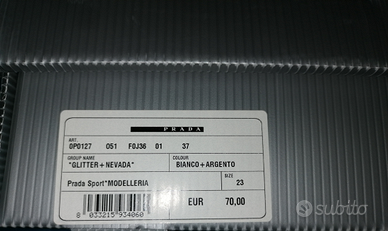 PRADA
ART.
0P0127 051 F0J36 01 37
GROUP NAME COLOUR
"GLITTER+NEVADA" BIANCO+ARGENTO
SIZE
Prada Sport*MODELLERIA 23
8 033215 934060 EUR 70,00
subito